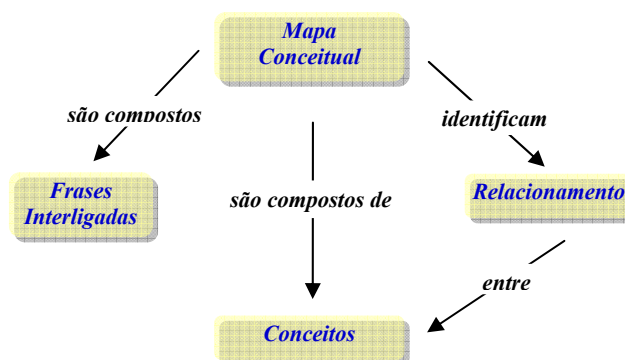 Mapa
Conceitual
são compostos
identificam
Frases
Interligadas
são compostos de
Relacionamento
entre
Conceitos